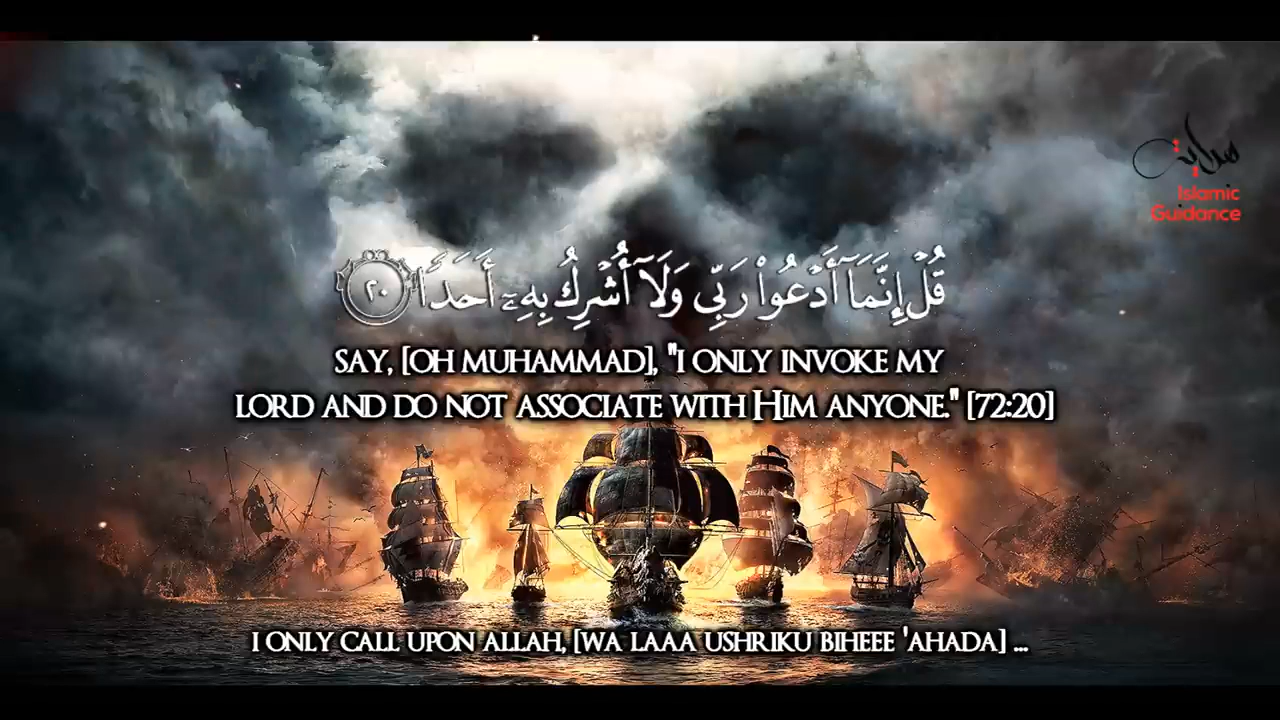 هداية
Islamic
Guidance
قُلْ إِنَّمَآ أَدْعُوا۟ رَبِّى وَلَآ أُشْرِكُ بِهِۦٓ أَحَدًا ٢٠
SAY, [OH MUHAMMAD], "I ONLY INVOKE MY
LORD AND DO NOT ASSOCIATE WITH HIM ANYONE." [72:20]
I ONLY CALL UPON ALLAH, [WA LAAA USHRIKU BIHEEE 'AHADA] ...